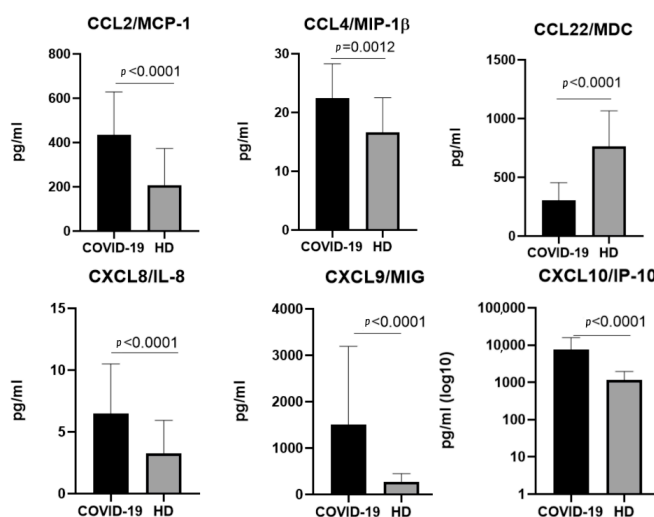 CCL2/MCP-1
p<0.0001
800
600
400
200
0
pg/ml
COVID-19 HD
CCL4/MIP-1β
p=0.0012
30
20
10
0
pg/ml
COVID-19 HD
CCL22/MDC
p<0.0001
1500
1000
500
0
pg/ml
COVID-19 HD
CXCL8/IL-8
p<0.0001
15
10
5
0
pg/ml
COVID-19 HD
CXCL9/MIG
p<0.0001
4000
3000
2000
1000
0
pg/ml
COVID-19 HD
CXCL10/IP-10
p<0.0001
100,000
10,000
1000
100
10
1
pg/ml (log10)
COVID-19 HD